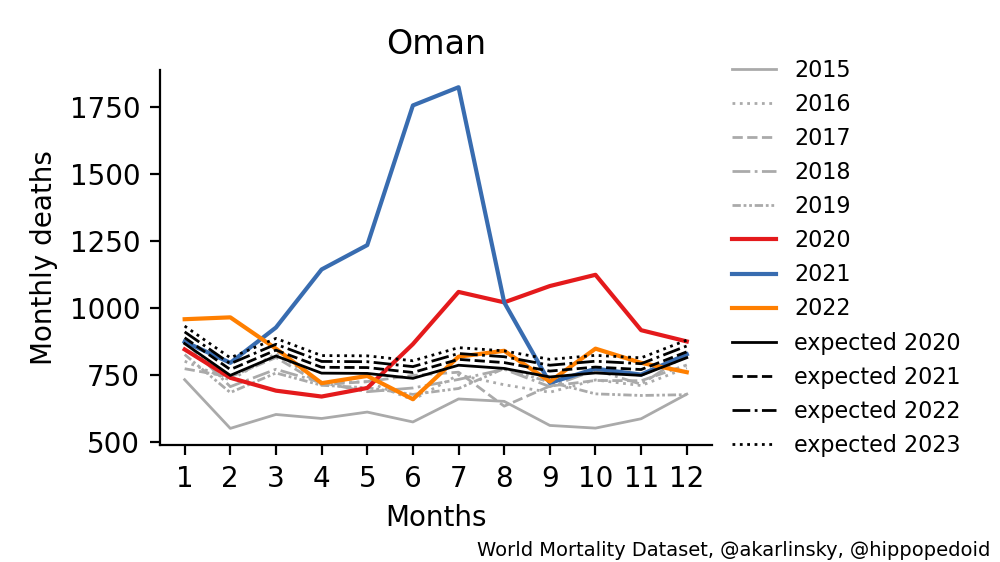 Oman
Monthly deaths
1750
1500
1250
1000
750
500
1 2 3 4 5 6 7 8 9 10 11 12
Months
2015
2016
2017
2018
2019
2020
2021
2022
expected 2020
expected 2021
expected 2022
expected 2023
World Mortality Dataset, @akarlinsky, @hippopedoid